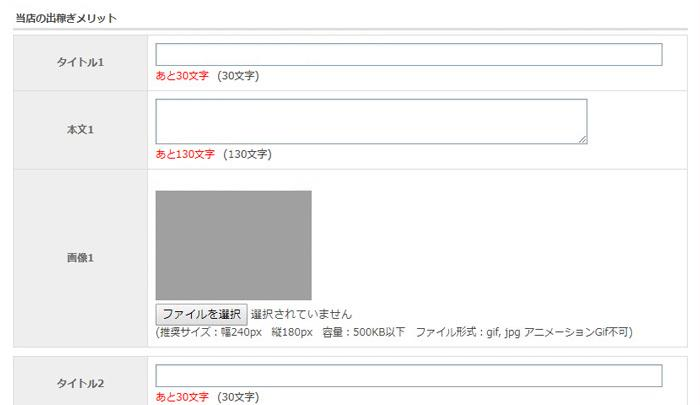 当店の出稼ぎメリット
タイトル1
あと30文字 (30文字)
本文1
あと130文字 (130文字)
画像1
ファイルを選択 選択されていません
(推奨サイズ：幅240px 縦180px 容量：500KB以下 ファイル形式：gif, jpg アニメーションGif不可)
タイトル2
あと30文字 (30文字)